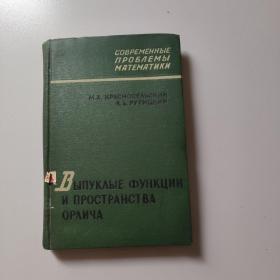 СОВРЕМЕННЫЕ
ПРОБЛЕМЫ
МАТЕМАТИКИ
М.А. КРАСНОСЕЛЬСКИЙ
Я.Б. РУТИЦКИЙ
ВЫПУКЛЫЕ ФУНКЦИИ
И ПРОСТРАНСТВА
ОРЛИЧА